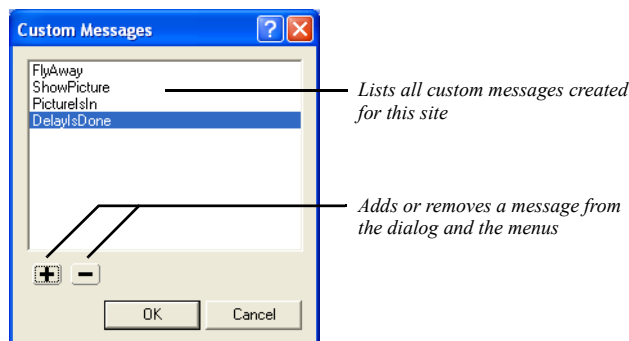 Custom Messages
FlyAway
ShowPicture
PictureIsIn
DelayIsDone
Lists all custom messages created
for this site
Adds or removes a message from
the dialog and the menus
OK
Cancel